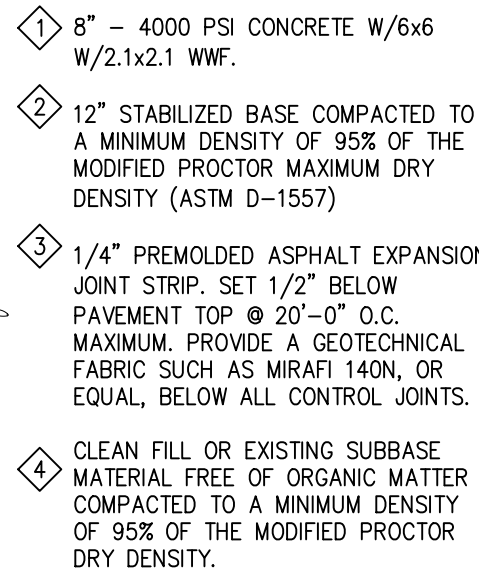 1 8" – 4000 PSI CONCRETE W/6x6
W/2.1x2.1 WWF.
2 12" STABILIZED BASE COMPACTED TO
A MINIMUM DENSITY OF 95% OF THE
MODIFIED PROCTOR MAXIMUM DRY
DENSITY (ASTM D–1557)
3 1/4" PREMOLDED ASPHALT EXPANSION
JOINT STRIP. SET 1/2" BELOW
PAVEMENT TOP @ 20'–0" O.C.
MAXIMUM. PROVIDE A GEOTECHNICAL
FABRIC SUCH AS MIRAFI 140N, OR
EQUAL, BELOW ALL CONTROL JOINTS.
4 CLEAN FILL OR EXISTING SUBBASE
MATERIAL FREE OF ORGANIC MATTER
COMPACTED TO A MINIMUM DENSITY
OF 95% OF THE MODIFIED PROCTOR
DRY DENSITY.